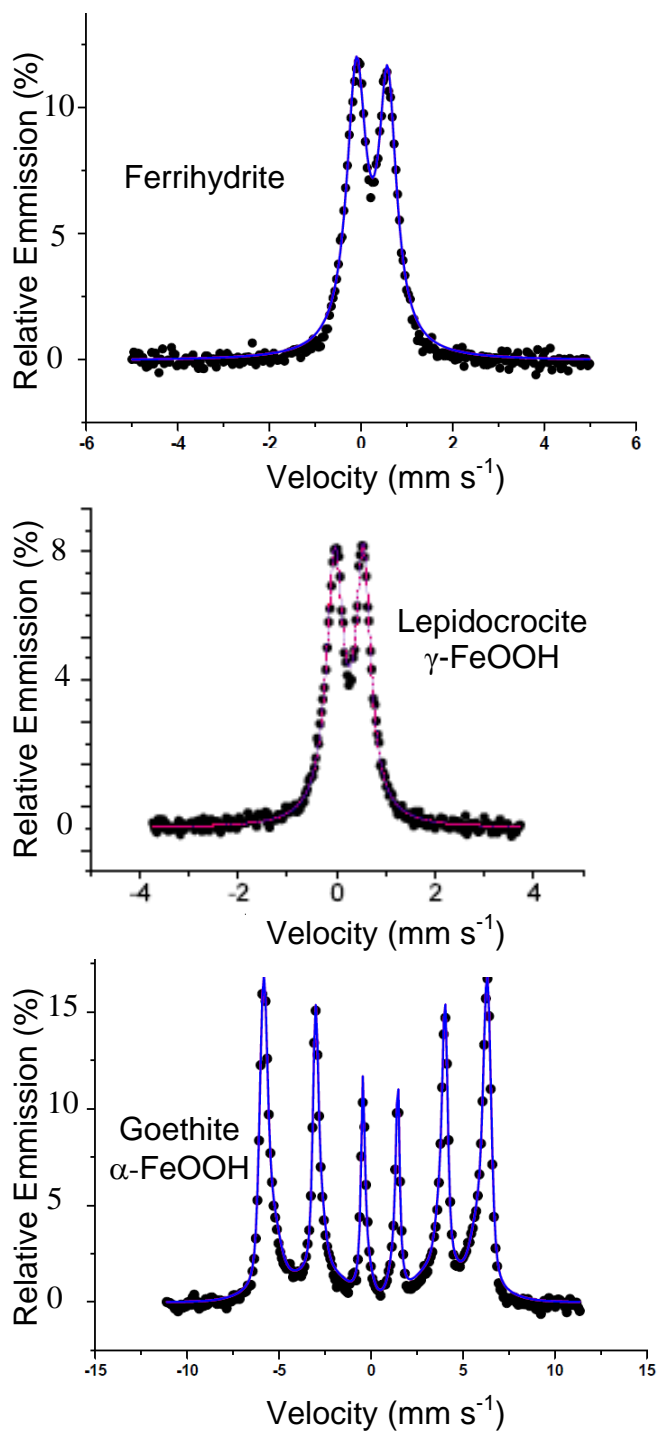 Relative Emmission (%)
10
5
0
Ferrihydrite
-6 -4 -2 0 2 4 6
Velocity (mm s-1)
Relative Emmission (%)
8
4
0
Lepidocrocite
γ-FeOOH
-4 -2 0 2 4
Velocity (mm s-1)
Relative Emmission (%)
15
10
5
0
Goethite
α-FeOOH
-15 -10 -5 0 5 10 15
Velocity (mm s-1)